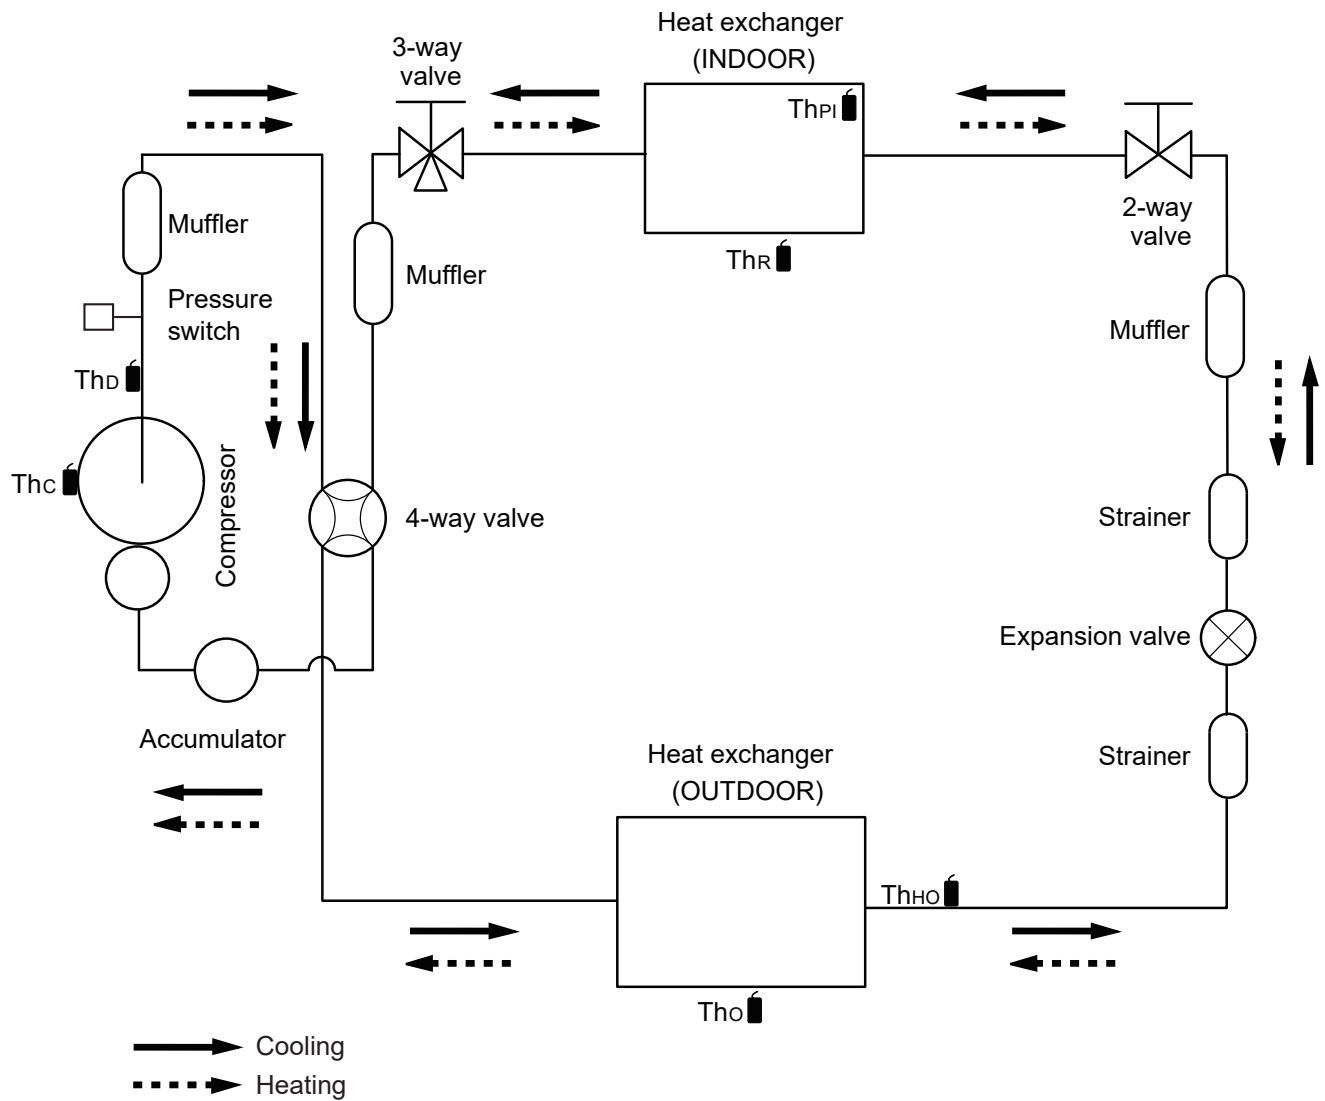 Heat exchanger
(INDOOR)
3-way
valve
ThPI
Muffler
2-way
valve
ThR
Muffler
Pressure
switch
Muffler
ThD
ThC
Compressor
4-way valve
Strainer
Expansion valve
Accumulator
Strainer
Heat exchanger
(OUTDOOR)
ThHO
ThO
Cooling
Heating